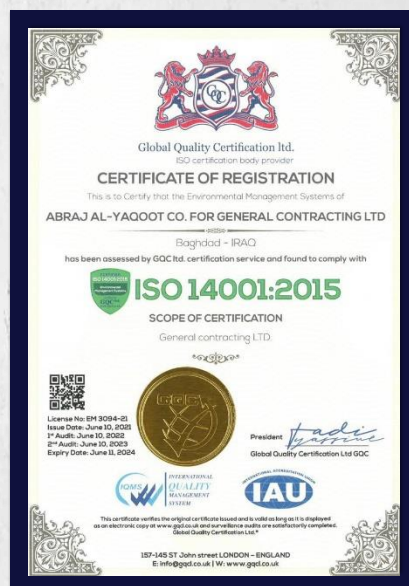 GQC
Global Quality Certification ltd.
ISO certification body provider
CERTIFICATE OF REGISTRATION
This is to Certify that the Environmental Management Systems of
ABRAJ AL-YAQOOT CO. FOR GENERAL CONTRACTING LTD
Baghdad - IRAQ
has been assessed by GQC ltd. certification service and found to comply with
ISO 14001:2015
SCOPE OF CERTIFICATION
General contracting LTD.
License No: EM 3094-21
Issue Date: June 10, 2021
1st Audit: June 10, 2022
2nd Audit: June 10, 2023
Expiry Date: June 11, 2024
GQC
President
Global Quality Certification Ltd GQC
IQMS
INTERNATIONAL
QUALITY
MANAGEMENT
SYSTEM
IAU
This certificate verifies the original certificate issued and is valid as long as it is displayed
as an electronic copy at www.gqcl.co.uk and surveillance audits are satisfactorily completed.
Global Quality Certification Ltd.
157-145 ST John street LONDON - ENGLAND
E: info@gqcl.co.uk | W: www.gqcl.co.uk